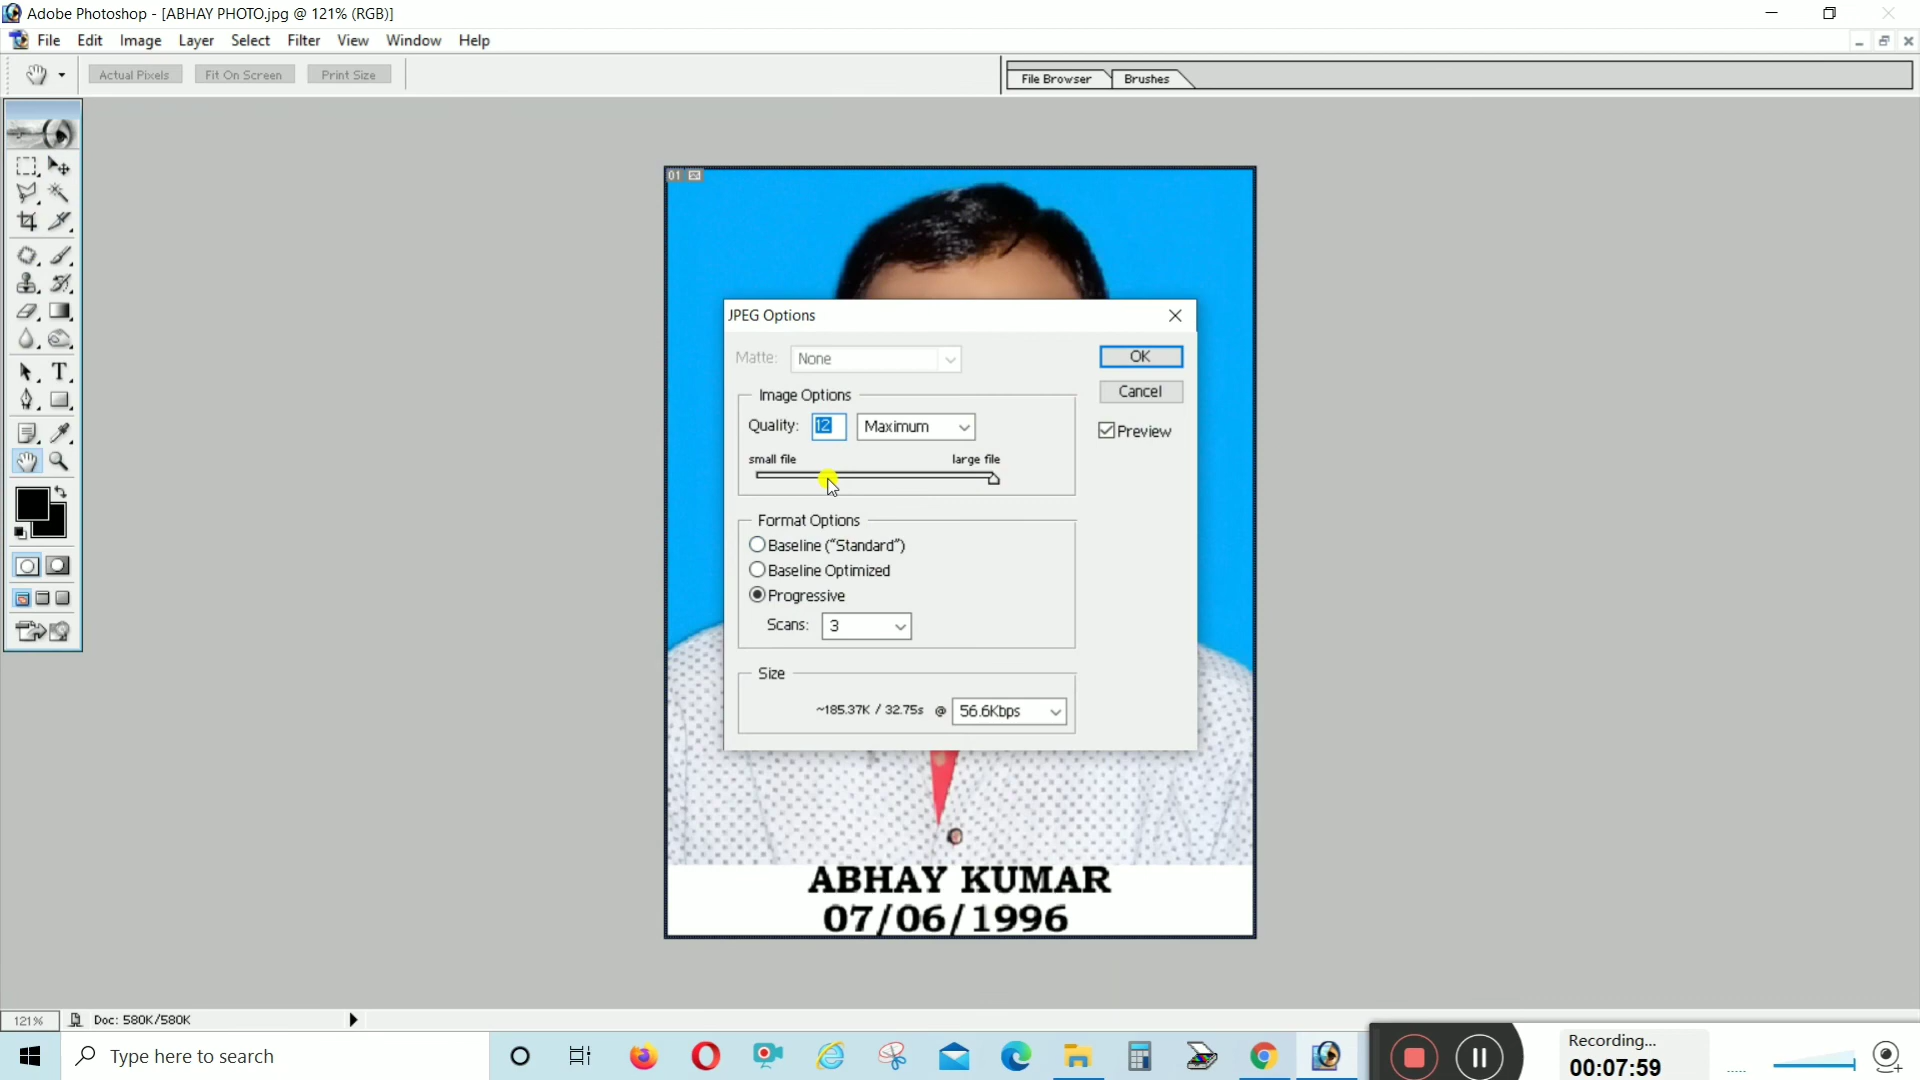 Adobe Photoshop - [ABHAY PHOTO.jpg @ 121% (RGB)]
File Edit Image Layer Select Filter View Window Help
Actual Pixels Fit On Screen Print Size File Browser Brushes
01
JPEG Options
Matte: None OK
Image Options Cancel
Quality: 12 Maximum Preview
small file large file
Format Options
Baseline (“Standard”)
Baseline Optimized
Progressive
Scans: 3
Size
~185.37K / 32.75s @ 56.6Kbps
ABHAY KUMAR
07/06/1996
121% Doc: 580K/580K
Type here to search
Recording...
00:07:59